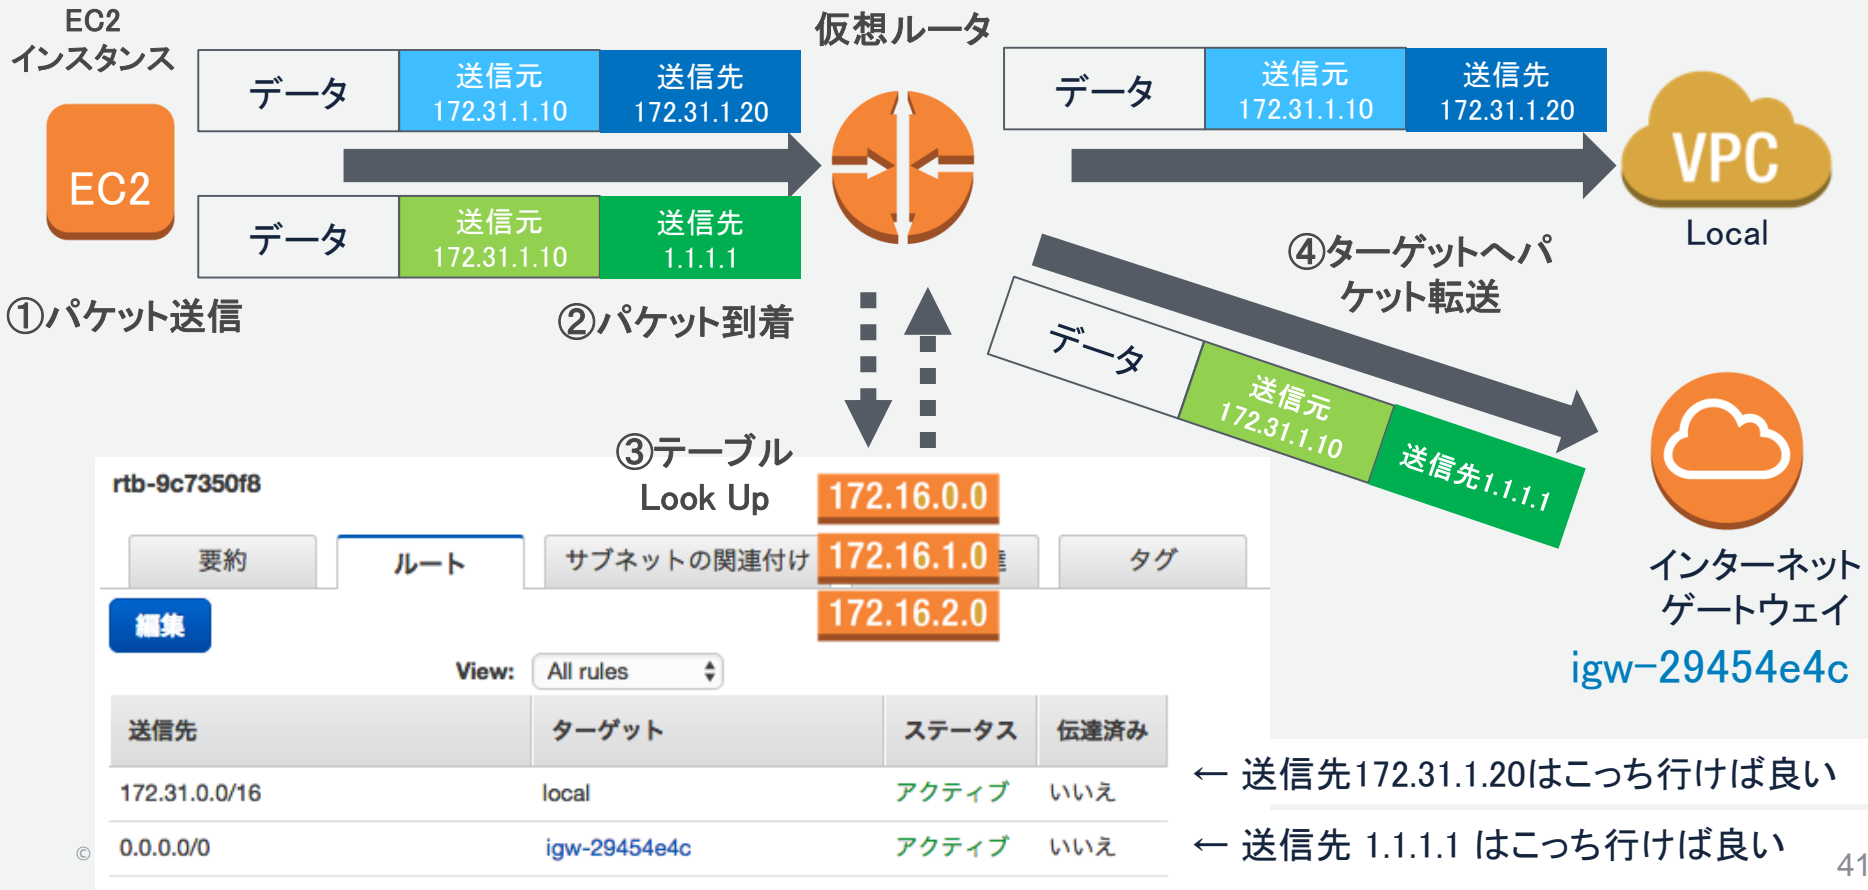 EC2
インスタンス
EC2
データ
送信元
172.31.1.10
送信先
172.31.1.20
データ
送信元
172.31.1.10
送信先
1.1.1.1
①パケット送信
②パケット到着
仮想ルータ
データ
送信元
172.31.1.10
送信先
172.31.1.20
VPC
Local
④ターゲットへパ
ケット転送
データ
送信元
172.31.1.10
送信先1.1.1.1
インターネット
ゲートウェイ
igw-29454e4c
③テーブル
Look Up
172.16.0.0
172.16.1.0
172.16.2.0
rtb-9c7350f8
要約
ルート
サブネットの関連付け
タグ
編集
View: All rules
送信先 ターゲット ステータス 伝達済み
172.31.0.0/16 local アクティブ いいえ
← 送信先172.31.1.20はこっち行けば良い
0.0.0.0/0 igw-29454e4c アクティブ いいえ
← 送信先 1.1.1.1 はこっち行けば良い
©
41